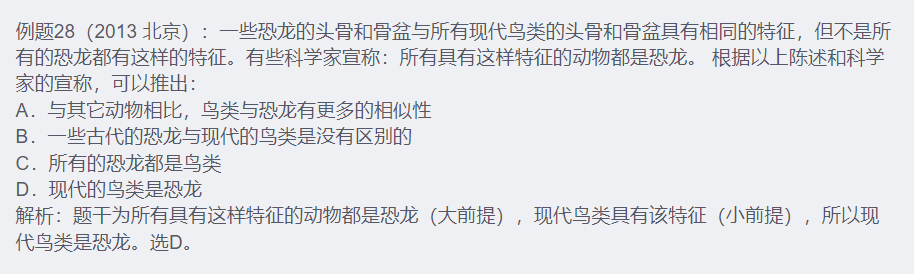 例题28（2013 北京）：一些恐龙的头骨和骨盆与所有现代鸟类的头骨和骨盆具有相同的特征，但不是所
有的恐龙都有这样的特征。有些科学家宣称：所有具有这样特征的动物都是恐龙。 根据以上陈述和科学
家的宣称，可以推出：
A．与其它动物相比，鸟类与恐龙有更多的相似性
B．一些古代的恐龙与现代的鸟类是没有区别的
C．所有的恐龙都是鸟类
D．现代的鸟类是恐龙
解析：题干为所有具有这样特征的动物都是恐龙（大前提），现代鸟类具有该特征（小前提），所以现
代鸟类是恐龙。选D。